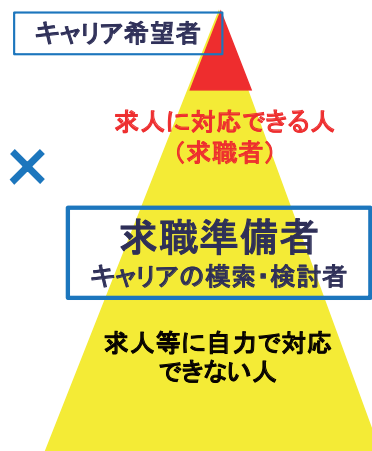 キャリア希望者
求人に対応できる人
（求職者）
×
求職準備者
キャリアの模索・検討者
求人等に自力で対応
できない人